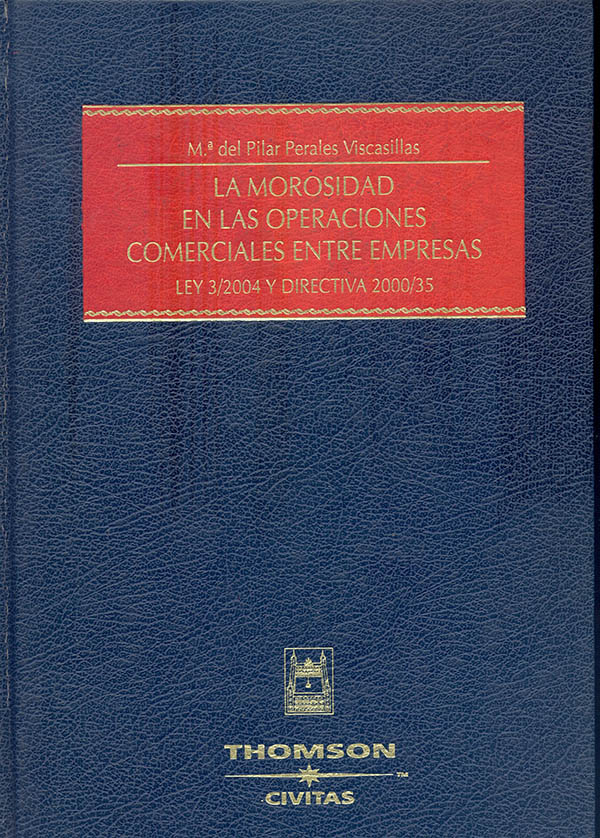 M.ª del Pilar Perales Viscasillas
LA MOROSIDAD
EN LAS OPERACIONES
COMERCIALES ENTRE EMPRESAS
LEY 3/2004 Y DIRECTIVA 2000/35
THOMSON
™
CIVITAS